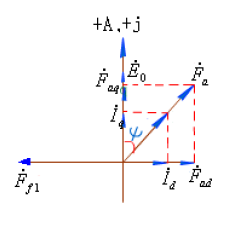 +A,+j
Ḟaq Ė0 Ḟa
İq
ψ
Ḟf1 İd Ḟad